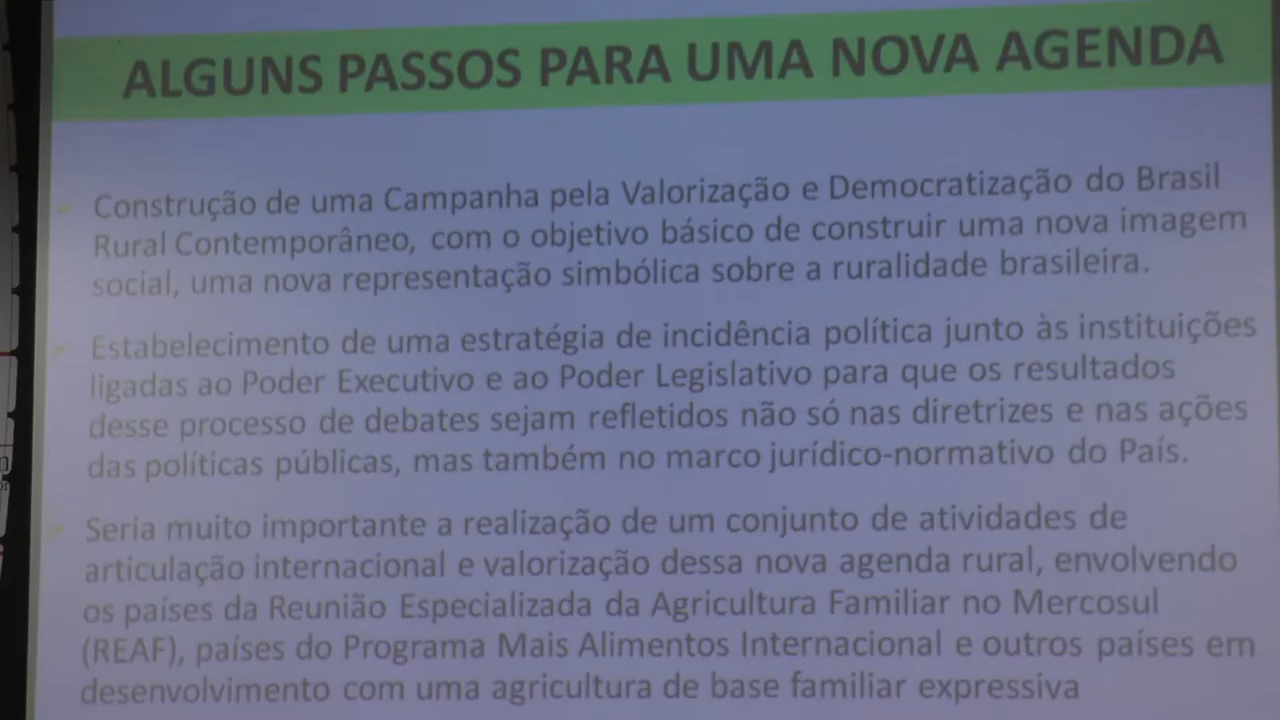 ALGUNS PASSOS PARA UMA NOVA AGENDA
Construção de uma Campanha pela Valorização e Democratização do Brasil
Rural Contemporâneo, com o objetivo básico de construir uma nova imagem
social, uma nova representação simbólica sobre a ruralidade brasileira.
Estabelecimento de uma estratégia de incidência política junto às instituições
ligadas ao Poder Executivo e ao Poder Legislativo para que os resultados
desse processo de debates sejam refletidos não só nas diretrizes e nas ações
das políticas públicas, mas também no marco jurídico-normativo do País.
Seria muito importante a realização de um conjunto de atividades de
articulação internacional e valorização dessa nova agenda rural, envolvendo
os países da Reunião Especializada da Agricultura Familiar no Mercosul
(REAF), países do Programa Mais Alimentos Internacional e outros países em
desenvolvimento com uma agricultura de base familiar expressiva